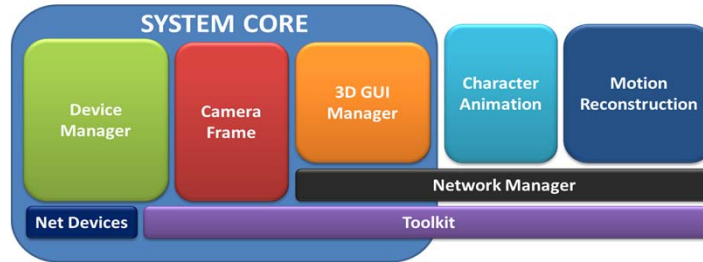 SYSTEM CORE
Device
Manager
Camera
Frame
3D GUI
Manager
Character
Animation
Motion
Reconstruction
Network Manager
Net Devices
Toolkit